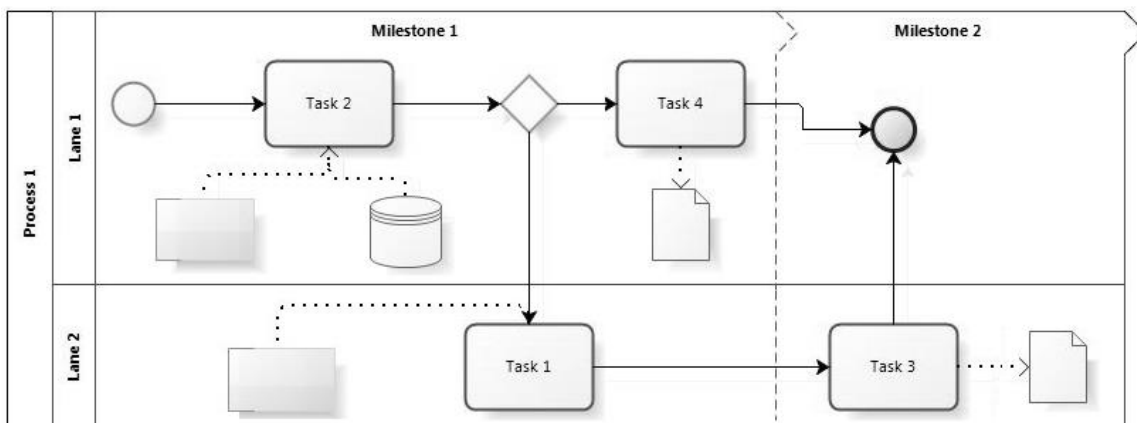 Milestone 1
Milestone 2
Process 1
Lane 1
Task 2
Task 4
Lane 2
Task 1
Task 3